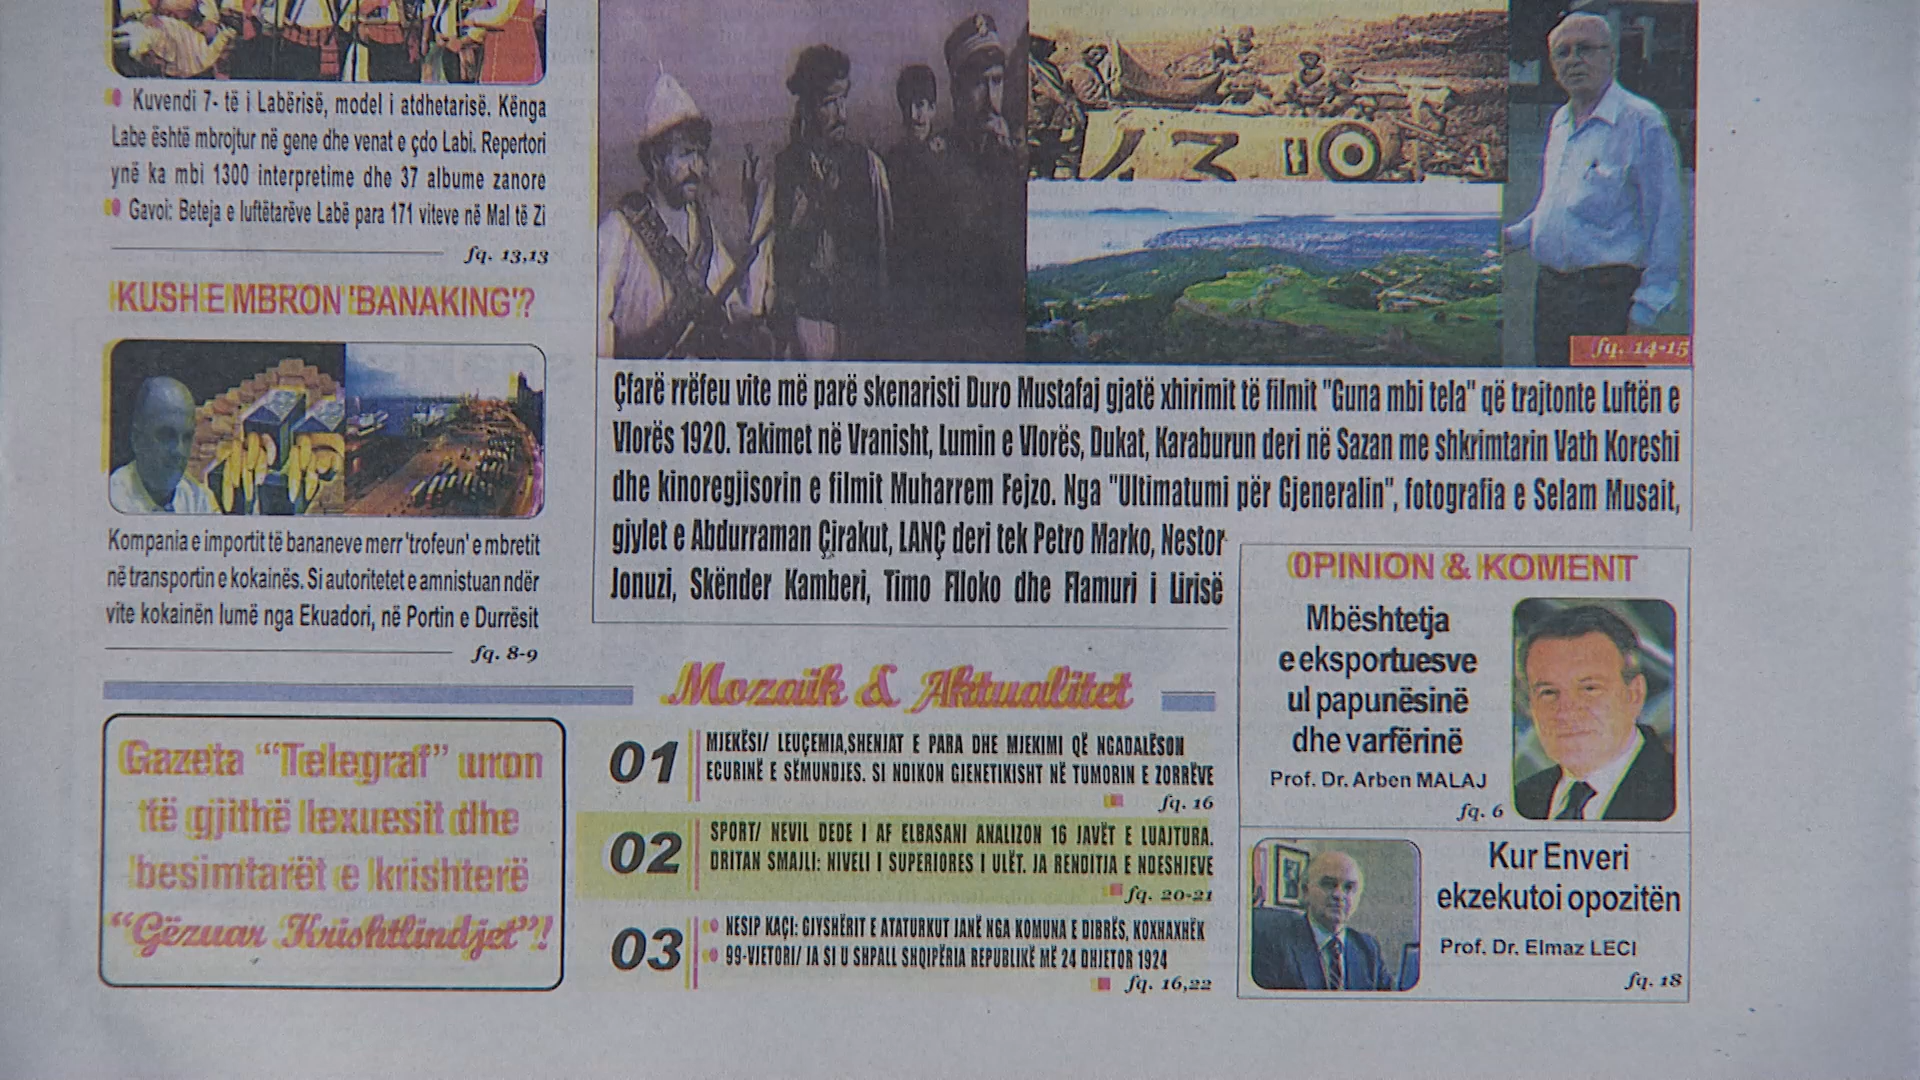 Kuvendi 7- të i Labërisë, model i atdhetarisë. Kënga
Labe është mbrojtur në gene dhe venat e çdo Labi. Repertori
ynë ka mbi 1300 interpretime dhe 37 albume zanore
Gavoi: Beteja e luftëtarëve Labë para 171 viteve në Mal të Zi
fq. 13,13
KUSH E MBRON 'BANAKING'?
Kompania e importit të bananeve merr 'trofeun' e mbretit
në transportin e kokainës. Si autoritetet e amnistuan ndër
vite kokainën lumë nga Ekuadori, në Portin e Durrësit
fq. 8-9
fq. 14-15
Çfarë rrëfeu vite më parë skenaristi Duro Mustafaj gjatë xhirimit të filmit "Guna mbi tela" që trajtonte Luftën e
Vlorës 1920. Takimet në Vranisht, Lumin e Vlorës, Dukat, Karaburun deri në Sazan me shkrimtarin Vath Koreshi
dhe kinoregjisorin e filmit Muharrem Fejzo. Nga "Ultimatumi për Gjeneralin", fotografia e Selam Musait,
gjylet e Abdurraman Çirakut, LANÇ deri tek Petro Marko, Nestor
Jonuzi, Skënder Kamberi, Timo Flloko dhe Flamuri i Lirisë
Mozaik & Aktualitet
Gazeta “Telegraf” uron
të gjithë lexuesit dhe
besimtarët e krishterë
“Gëzuar Krishtlindjet”!
01
MJEKËSI/ LEUÇEMIA,SHENJAT E PARA DHE MJEKIMI QË NGADALËSON
ECURINË E SËMUNDJES. SI NDIKON GJENETIKISHT NË TUMORIN E ZORRËVE
fq. 16
02
SPORT/ NEVIL DEDE I AF ELBASANI ANALIZON 16 JAVËT E LUAJTURA.
DRITAN SMAJLI: NIVELI I SUPERIORES I ULËT. JA RENDITJA E NDESHJEVE
fq. 20-21
03
NESIP KAÇI: GJYSHËRIT E ATATURKUT JANË NGA KOMUNA E DIBRËS, KOXHAXHËK
99-VJETORI/ JA SI U SHPALL SHQIPËRIA REPUBLIKË MË 24 DHJETOR 1924
fq. 16,22
OPINION & KOMENT
Mbështetja
e eksportuesve
ul papunësinë
dhe varfërinë
Prof. Dr. Arben MALAJ
fq. 6
Kur Enveri
ekzekutoi opozitën
Prof. Dr. Elmaz LECI
fq. 18